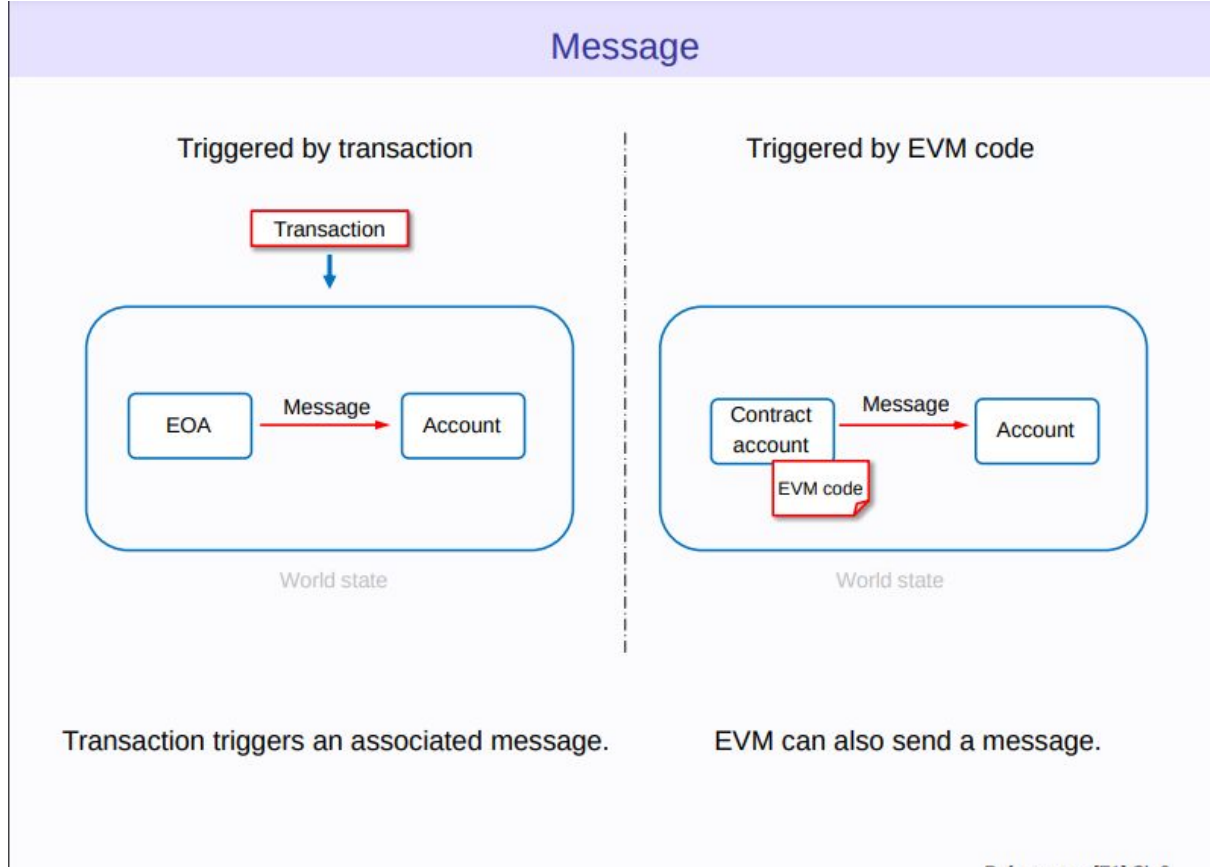 Message
Triggered by transaction
Transaction
EOA
Message
Account
World state
Transaction triggers an associated message.
Triggered by EVM code
Contract
account
EVM code
Message
Account
World state
EVM can also send a message.